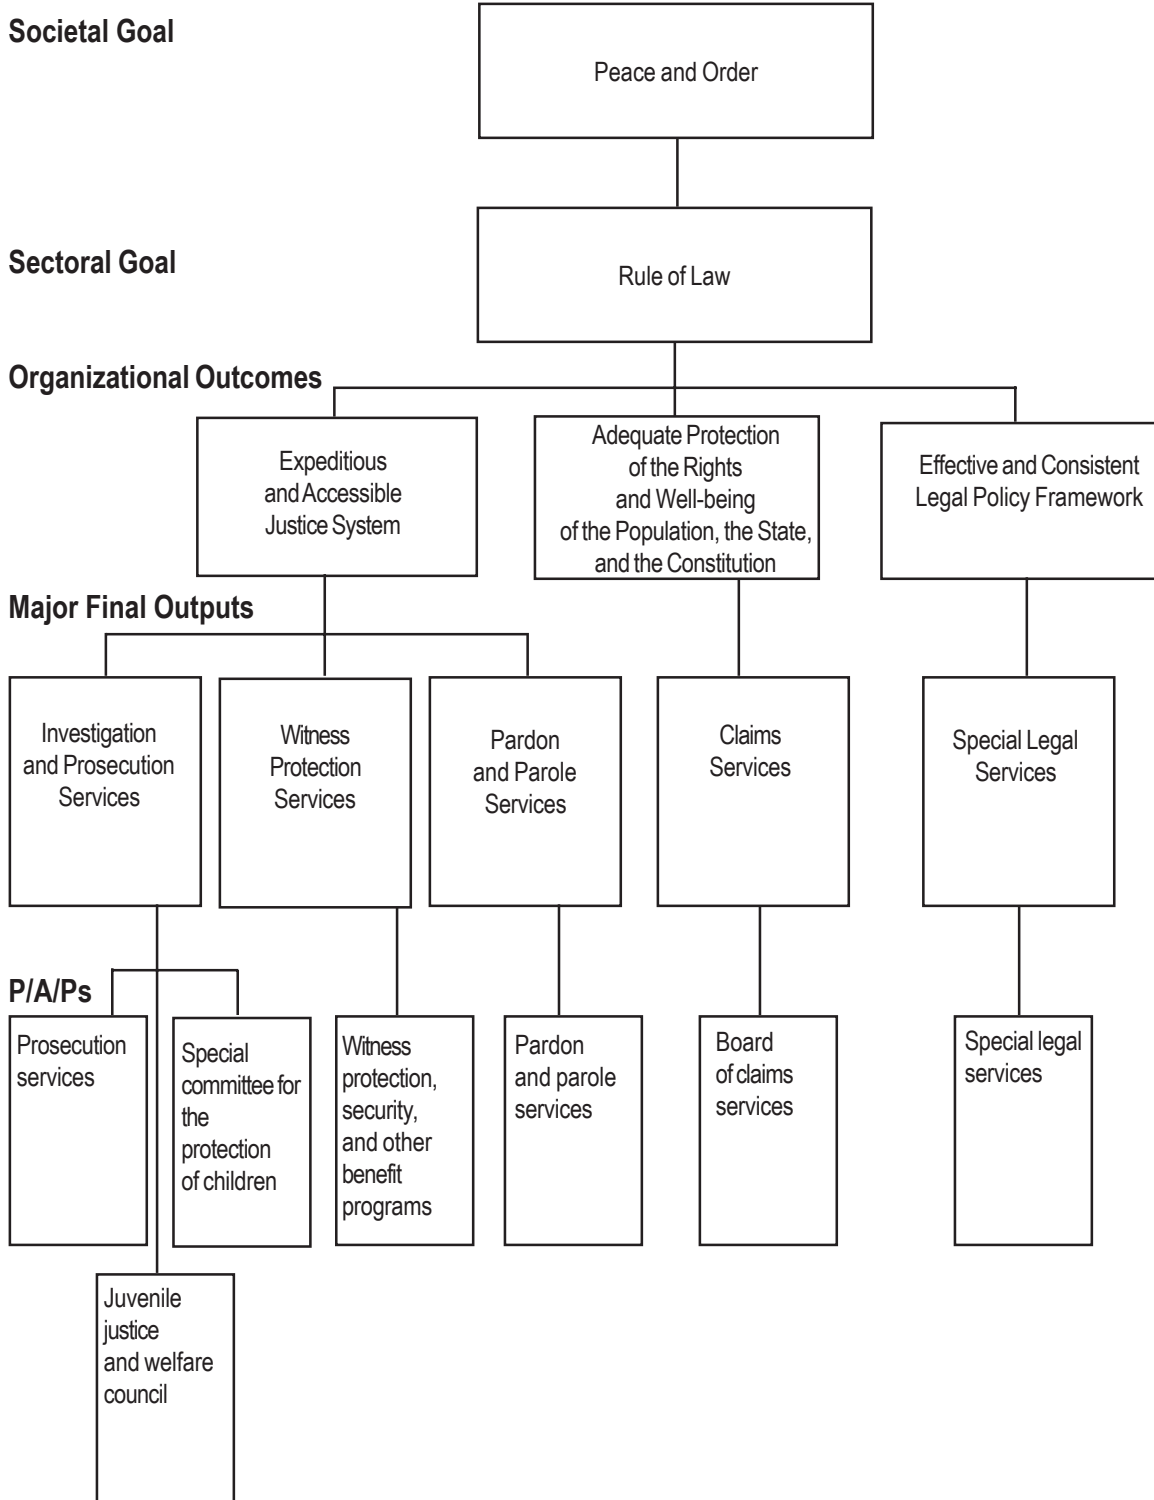 Societal Goal
Peace and Order
Sectoral Goal
Rule of Law
Organizational Outcomes
Expeditious
and Accessible
Justice System
Adequate Protection
of the Rights
and Well-being
of the Population, the State,
and the Constitution
Effective and Consistent
Legal Policy Framework
Major Final Outputs
Investigation
and Prosecution
Services
Witness
Protection
Services
Pardon
and Parole
Services
Claims
Services
Special Legal
Services
P/A/Ps
Prosecution
services
Special
committee for
the
protection
of children
Witness
protection,
security,
and other
benefit
programs
Pardon
and parole
services
Board
of claims
services
Special legal
services
Juvenile
justice
and welfare
council